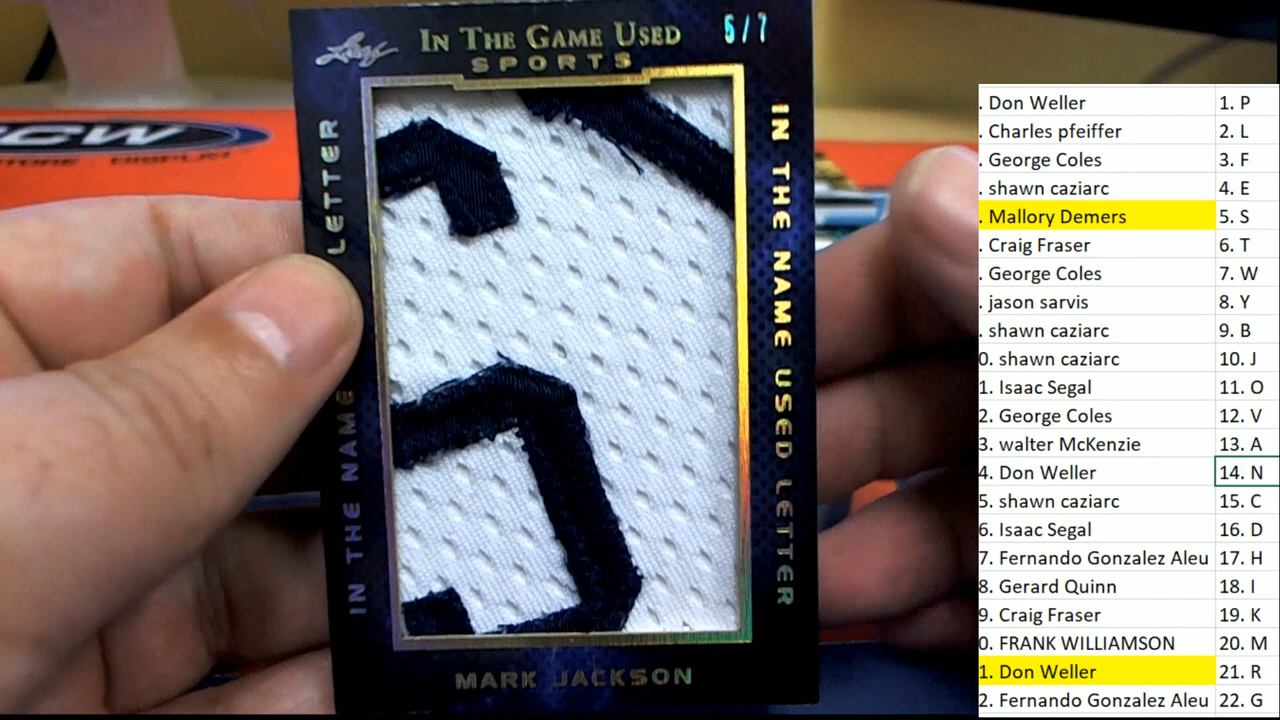 Leaf
IN THE GAME USED
SPORTS
5/7
IN THE NAME LETTER
IN THE NAME USED LETTER
MARK JACKSON
CW
DISPLAY
. Don Weller 1. P
. Charles pfeiffer 2. L
. George Coles 3. F
. shawn caziarc 4. E
. Mallory Demers 5. S
. Craig Fraser 6. T
. George Coles 7. W
. jason sarvis 8. Y
. shawn caziarc 9. B
0. shawn caziarc 10. J
1. Isaac Segal 11. O
2. George Coles 12. V
3. walter McKenzie 13. A
4. Don Weller 14. N
5. shawn caziarc 15. C
6. Isaac Segal 16. D
7. Fernando Gonzalez Aleu 17. H
8. Gerard Quinn 18. I
9. Craig Fraser 19. K
0. FRANK WILLIAMSON 20. M
1. Don Weller 21. R
2. Fernando Gonzalez Aleu 22. G